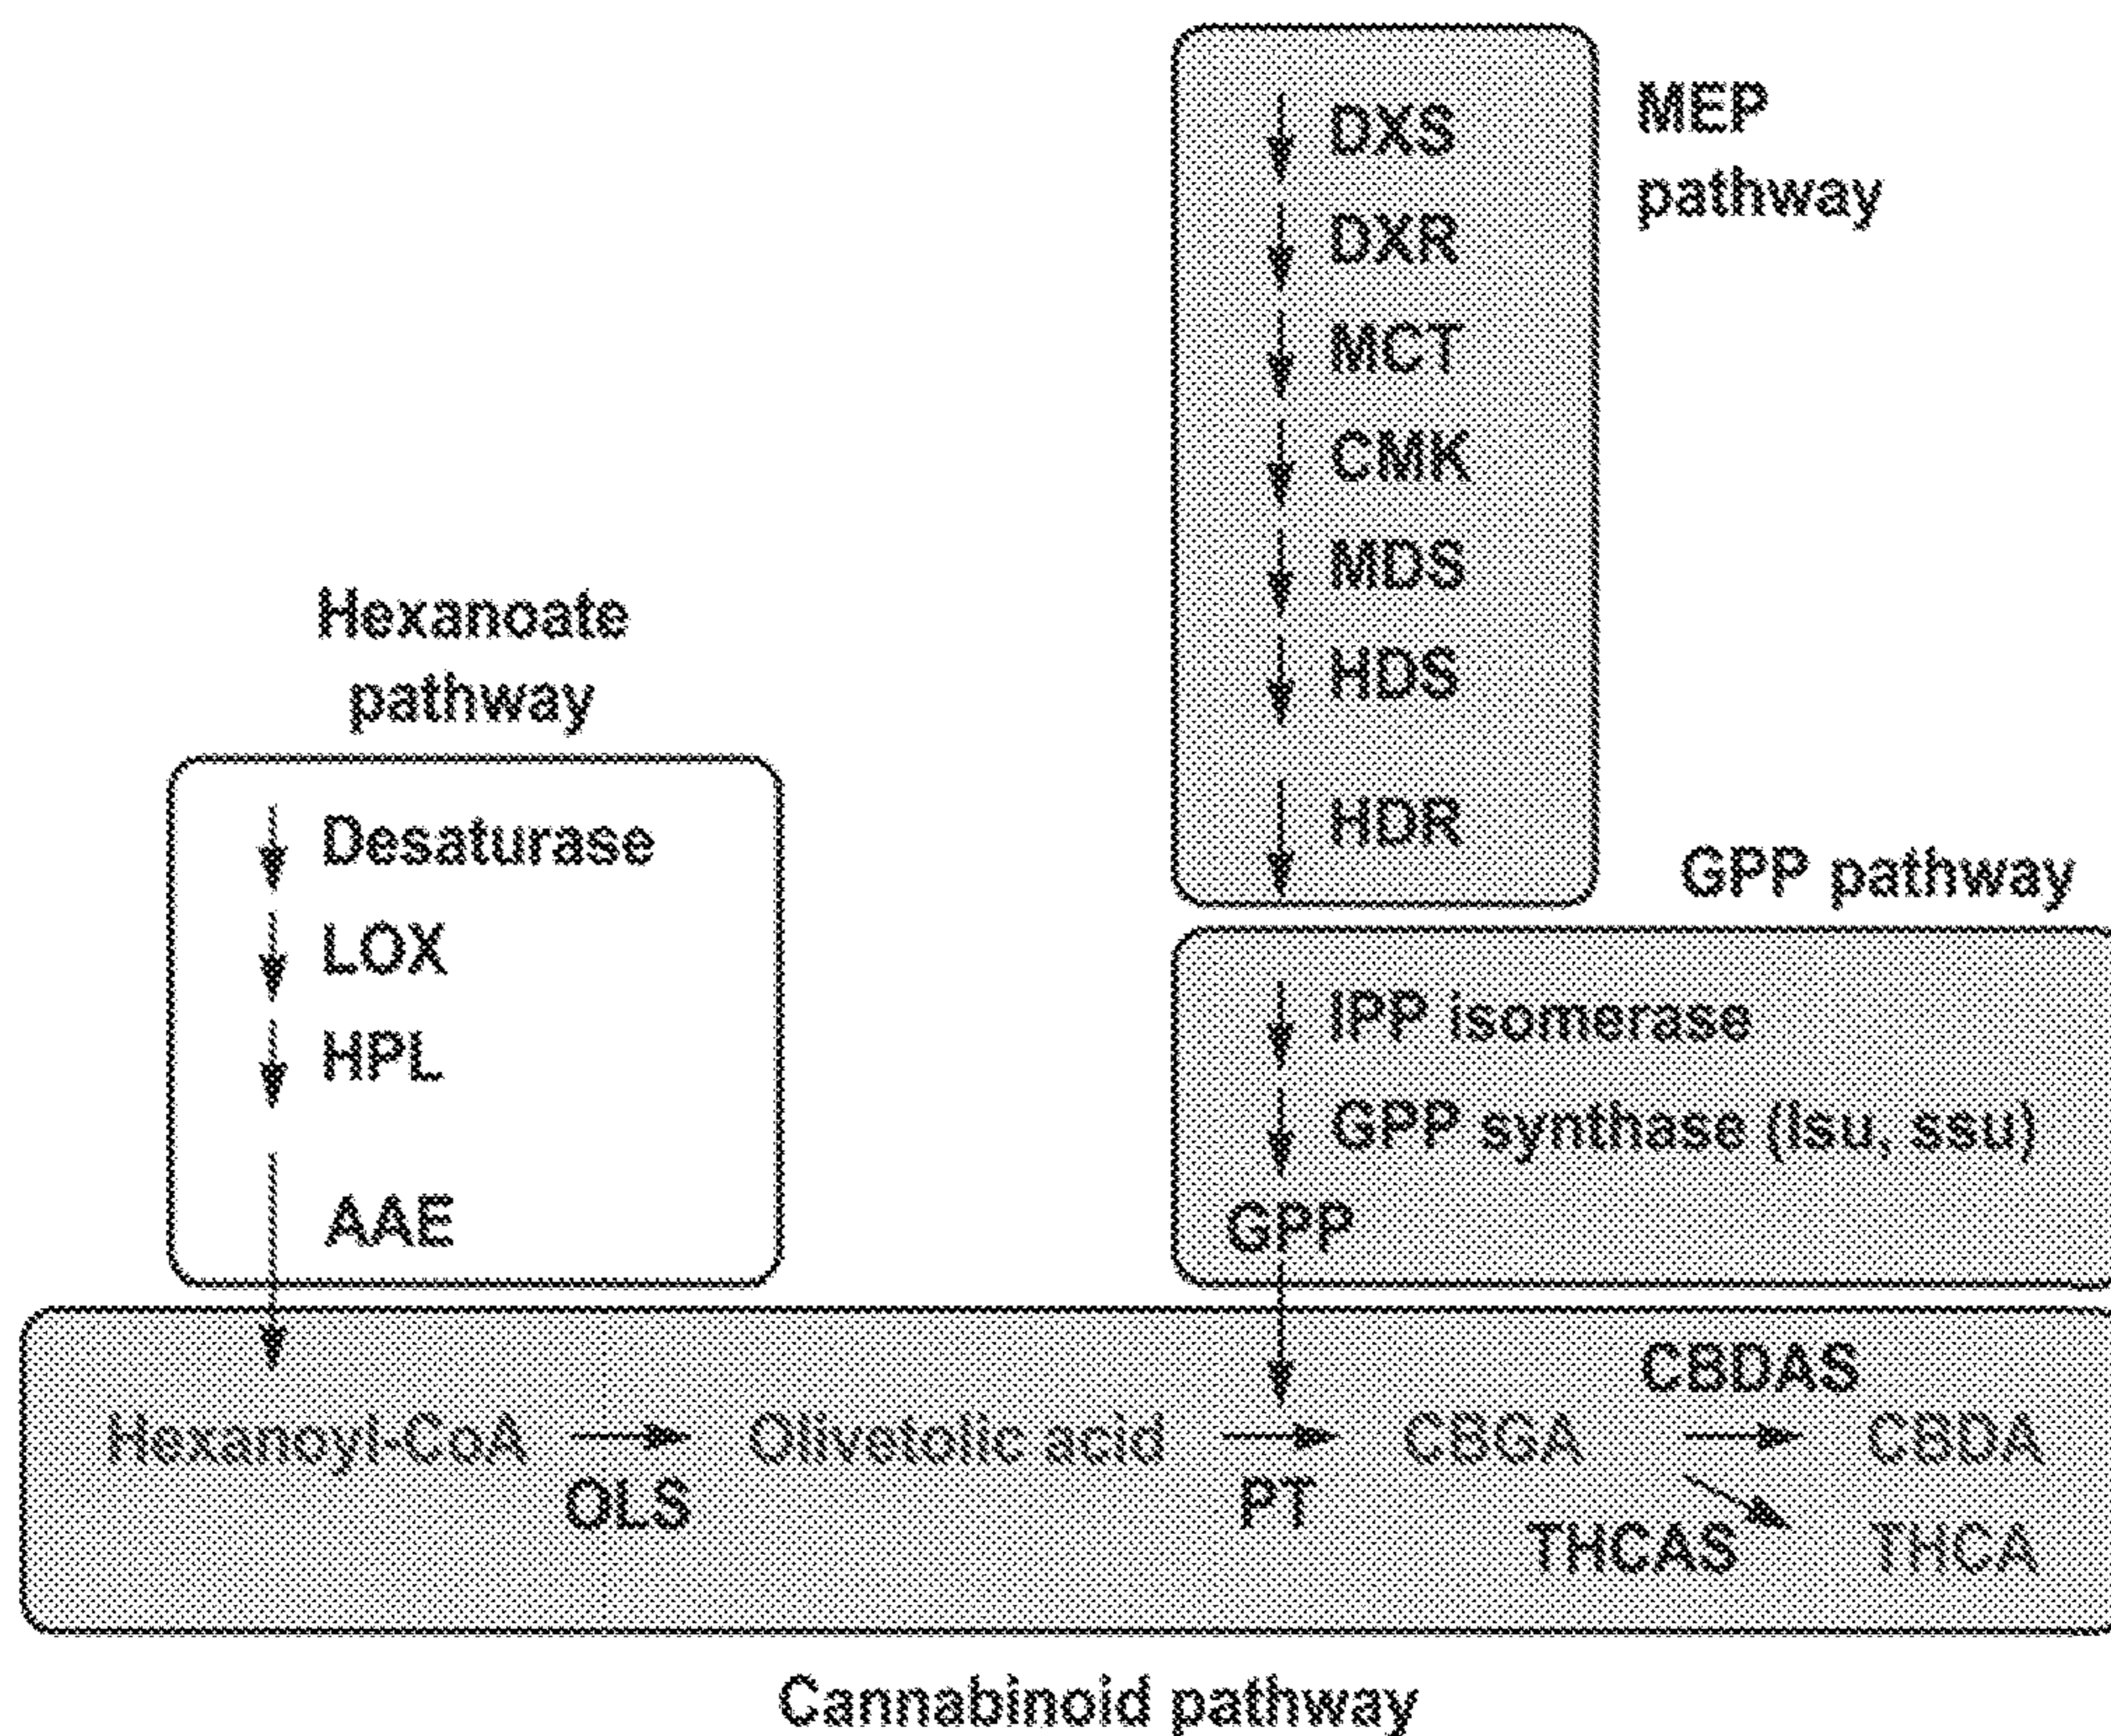 MEP
pathway
DXS
DXR
MCT
CMK
MDS
HDS
HDR
Hexanoate
pathway
Desaturase
LOX
HPL
AAE
GPP pathway
IPP isomerase
GPP synthase (lsu, ssu)
GPP
CBDAS
Hexanoyl-CoA
Olivetolic acid
CBGA
CBDA
OLS
PT
THCAS
THCA
Cannabinoid pathway